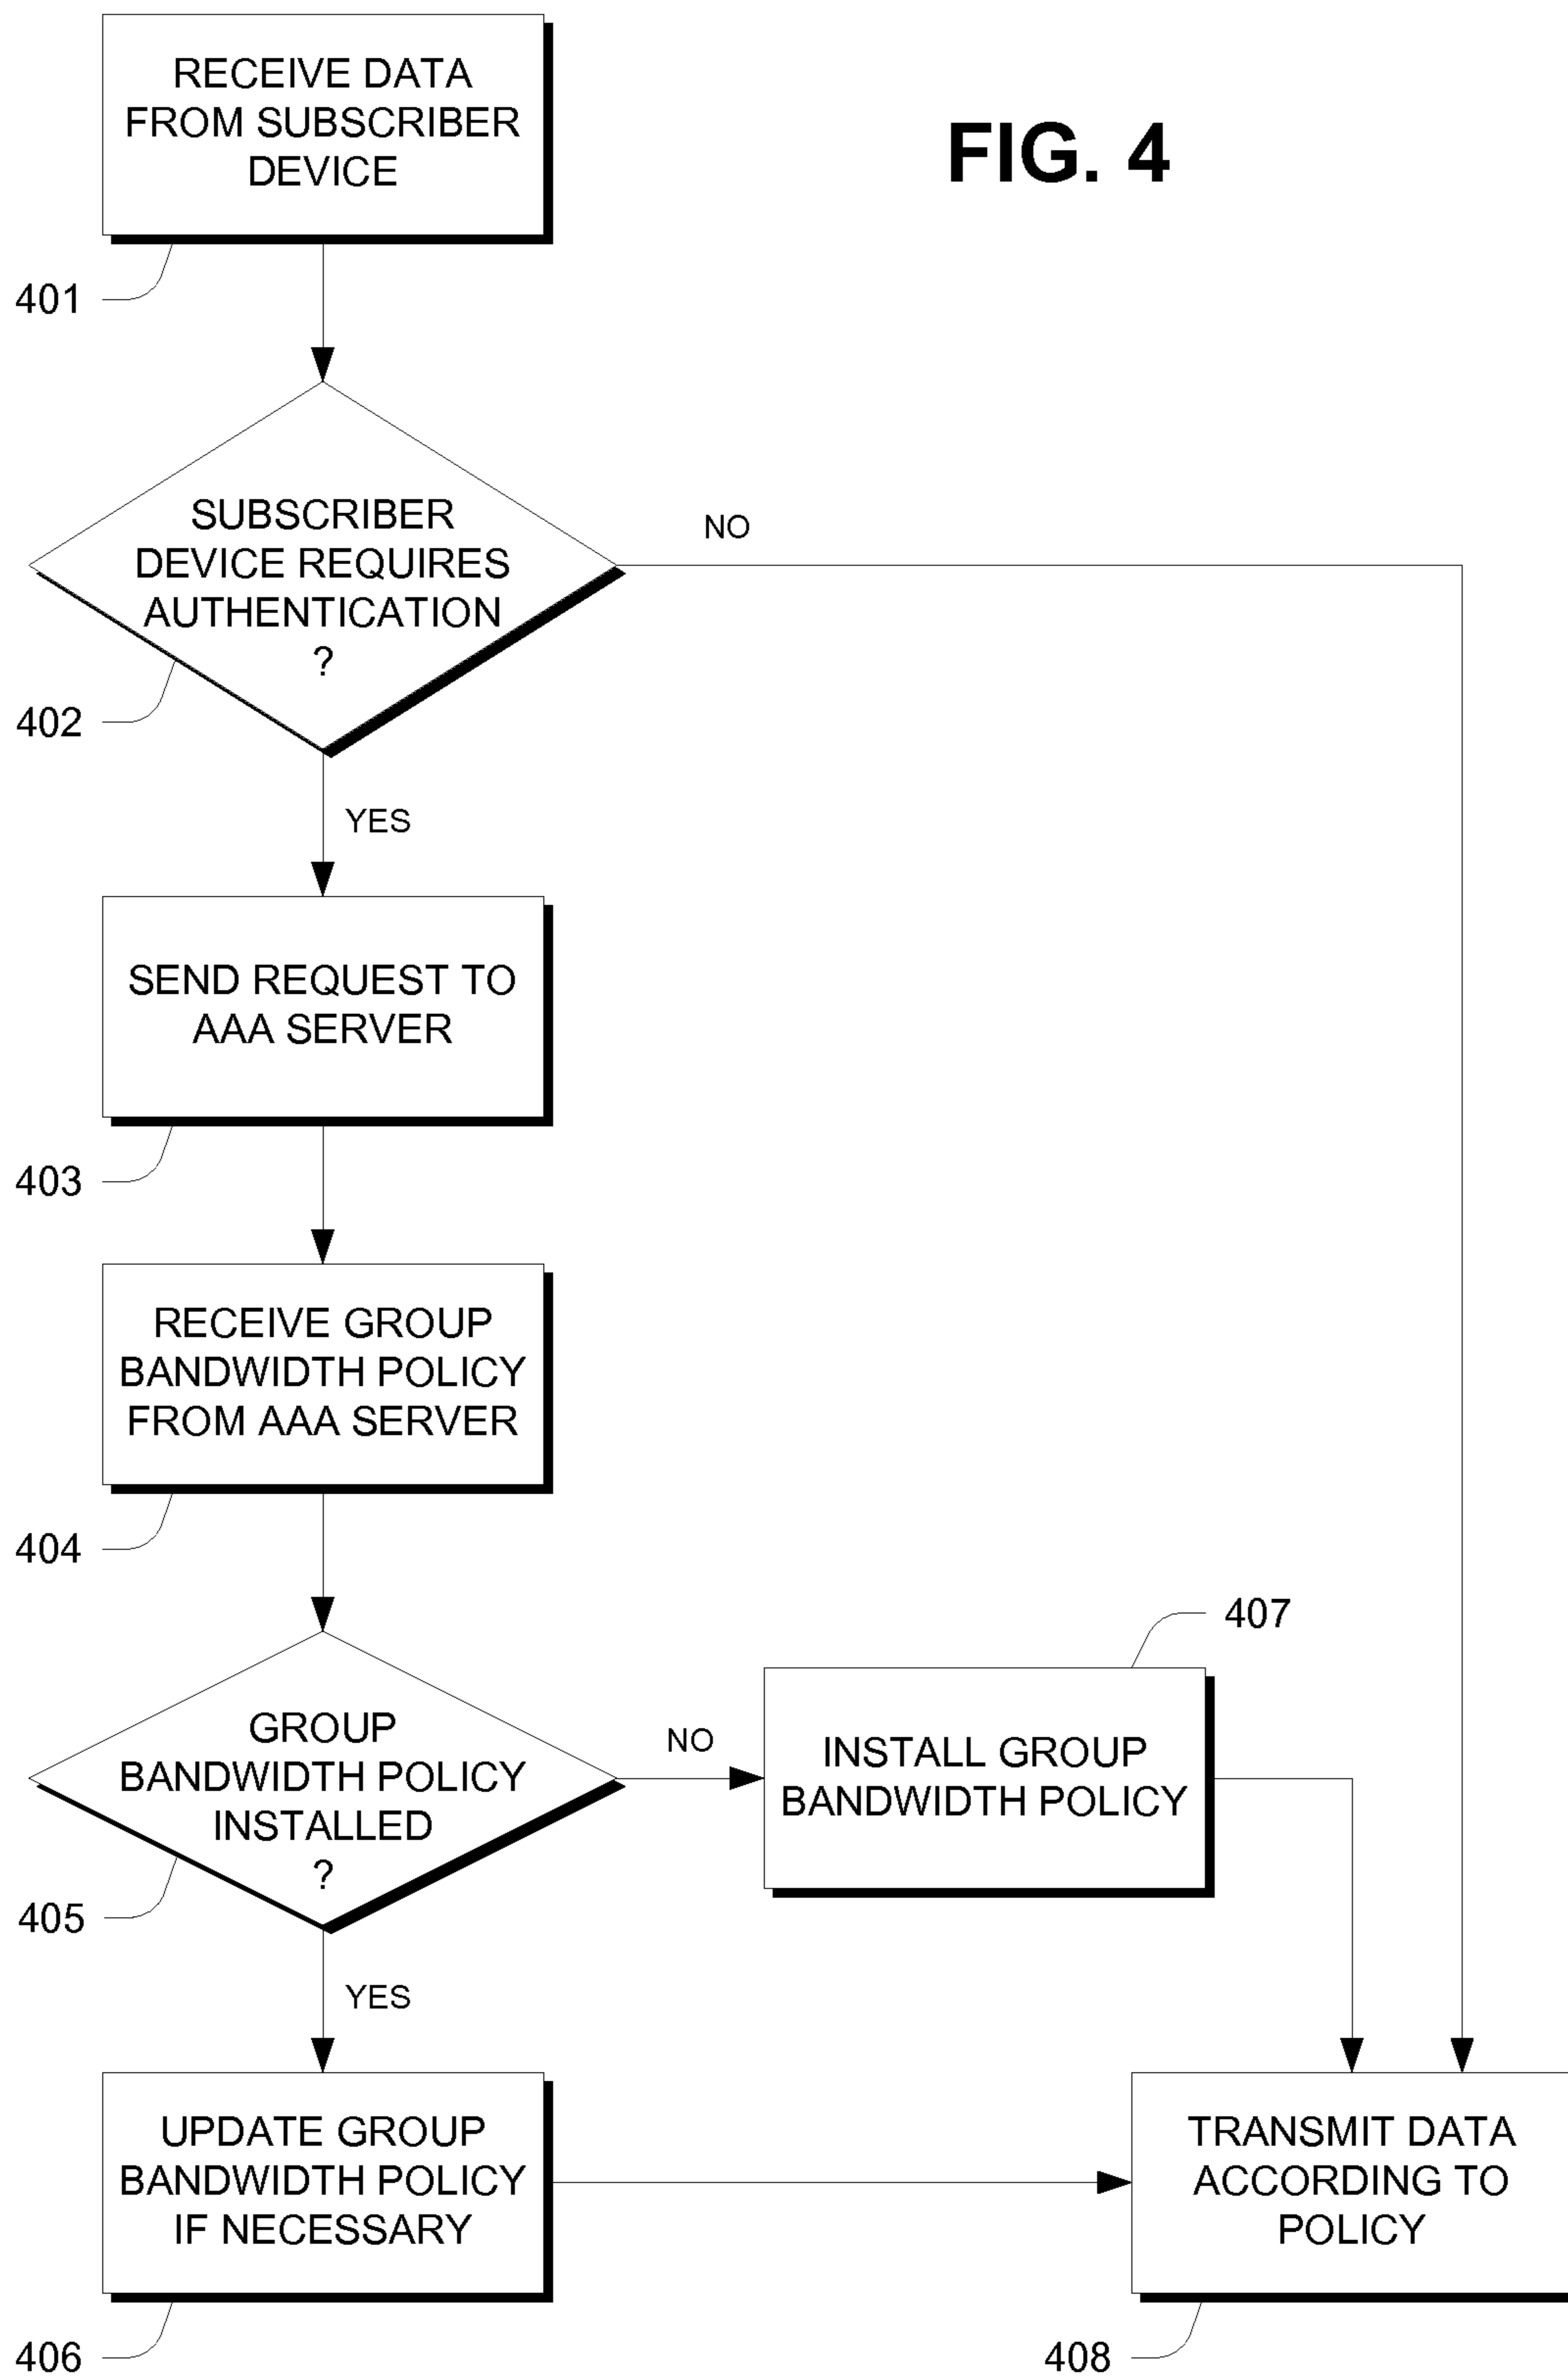 RECEIVE DATA
FROM SUBSCRIBER
DEVICE
FIG. 4
401
SUBSCRIBER
DEVICE REQUIRES
AUTHENTICATION
?
NO
402
YES
SEND REQUEST TO
AAA SERVER
403
RECEIVE GROUP
BANDWIDTH POLICY
FROM AAA SERVER
404
GROUP
BANDWIDTH POLICY
INSTALLED
?
405
NO
407
INSTALL GROUP
BANDWIDTH POLICY
YES
UPDATE GROUP
BANDWIDTH POLICY
IF NECESSARY
406
TRANSMIT DATA
ACCORDING TO
POLICY
408